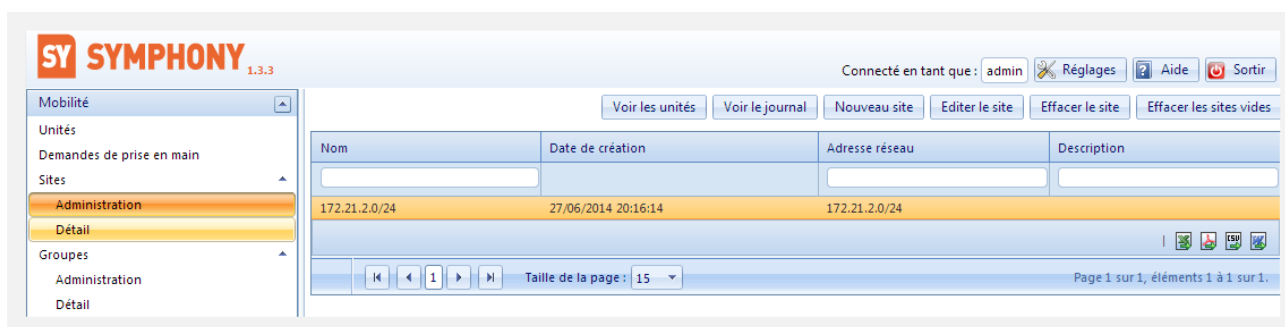 SY SYMPHONY 1.3.3
Connecté en tant que : admin Réglages Aide Sortir
Mobilité
Unités
Demandes de prise en main
Sites
Administration
Détail
Groupes
Administration
Détail
Voir les unités Voir le journal Nouveau site Editer le site Effacer le site Effacer les sites vides
Nom Date de création Adresse réseau Description
172.21.2.0/24 27/06/2014 20:16:14 172.21.2.0/24
CSV
1 Taille de la page : 15 Page 1 sur 1, éléments 1 à 1 sur 1.